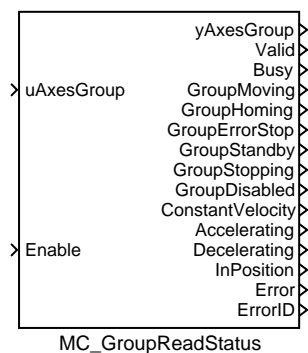 yAxesGroup
Valid
Busy
uAxesGroup GroupMoving
GroupHoming
GroupErrorStop
GroupStandby
GroupStopping
GroupDisabled
ConstantVelocity
Accelerating
Enable Decelerating
InPosition
Error
ErrorID
MC_GroupReadStatus